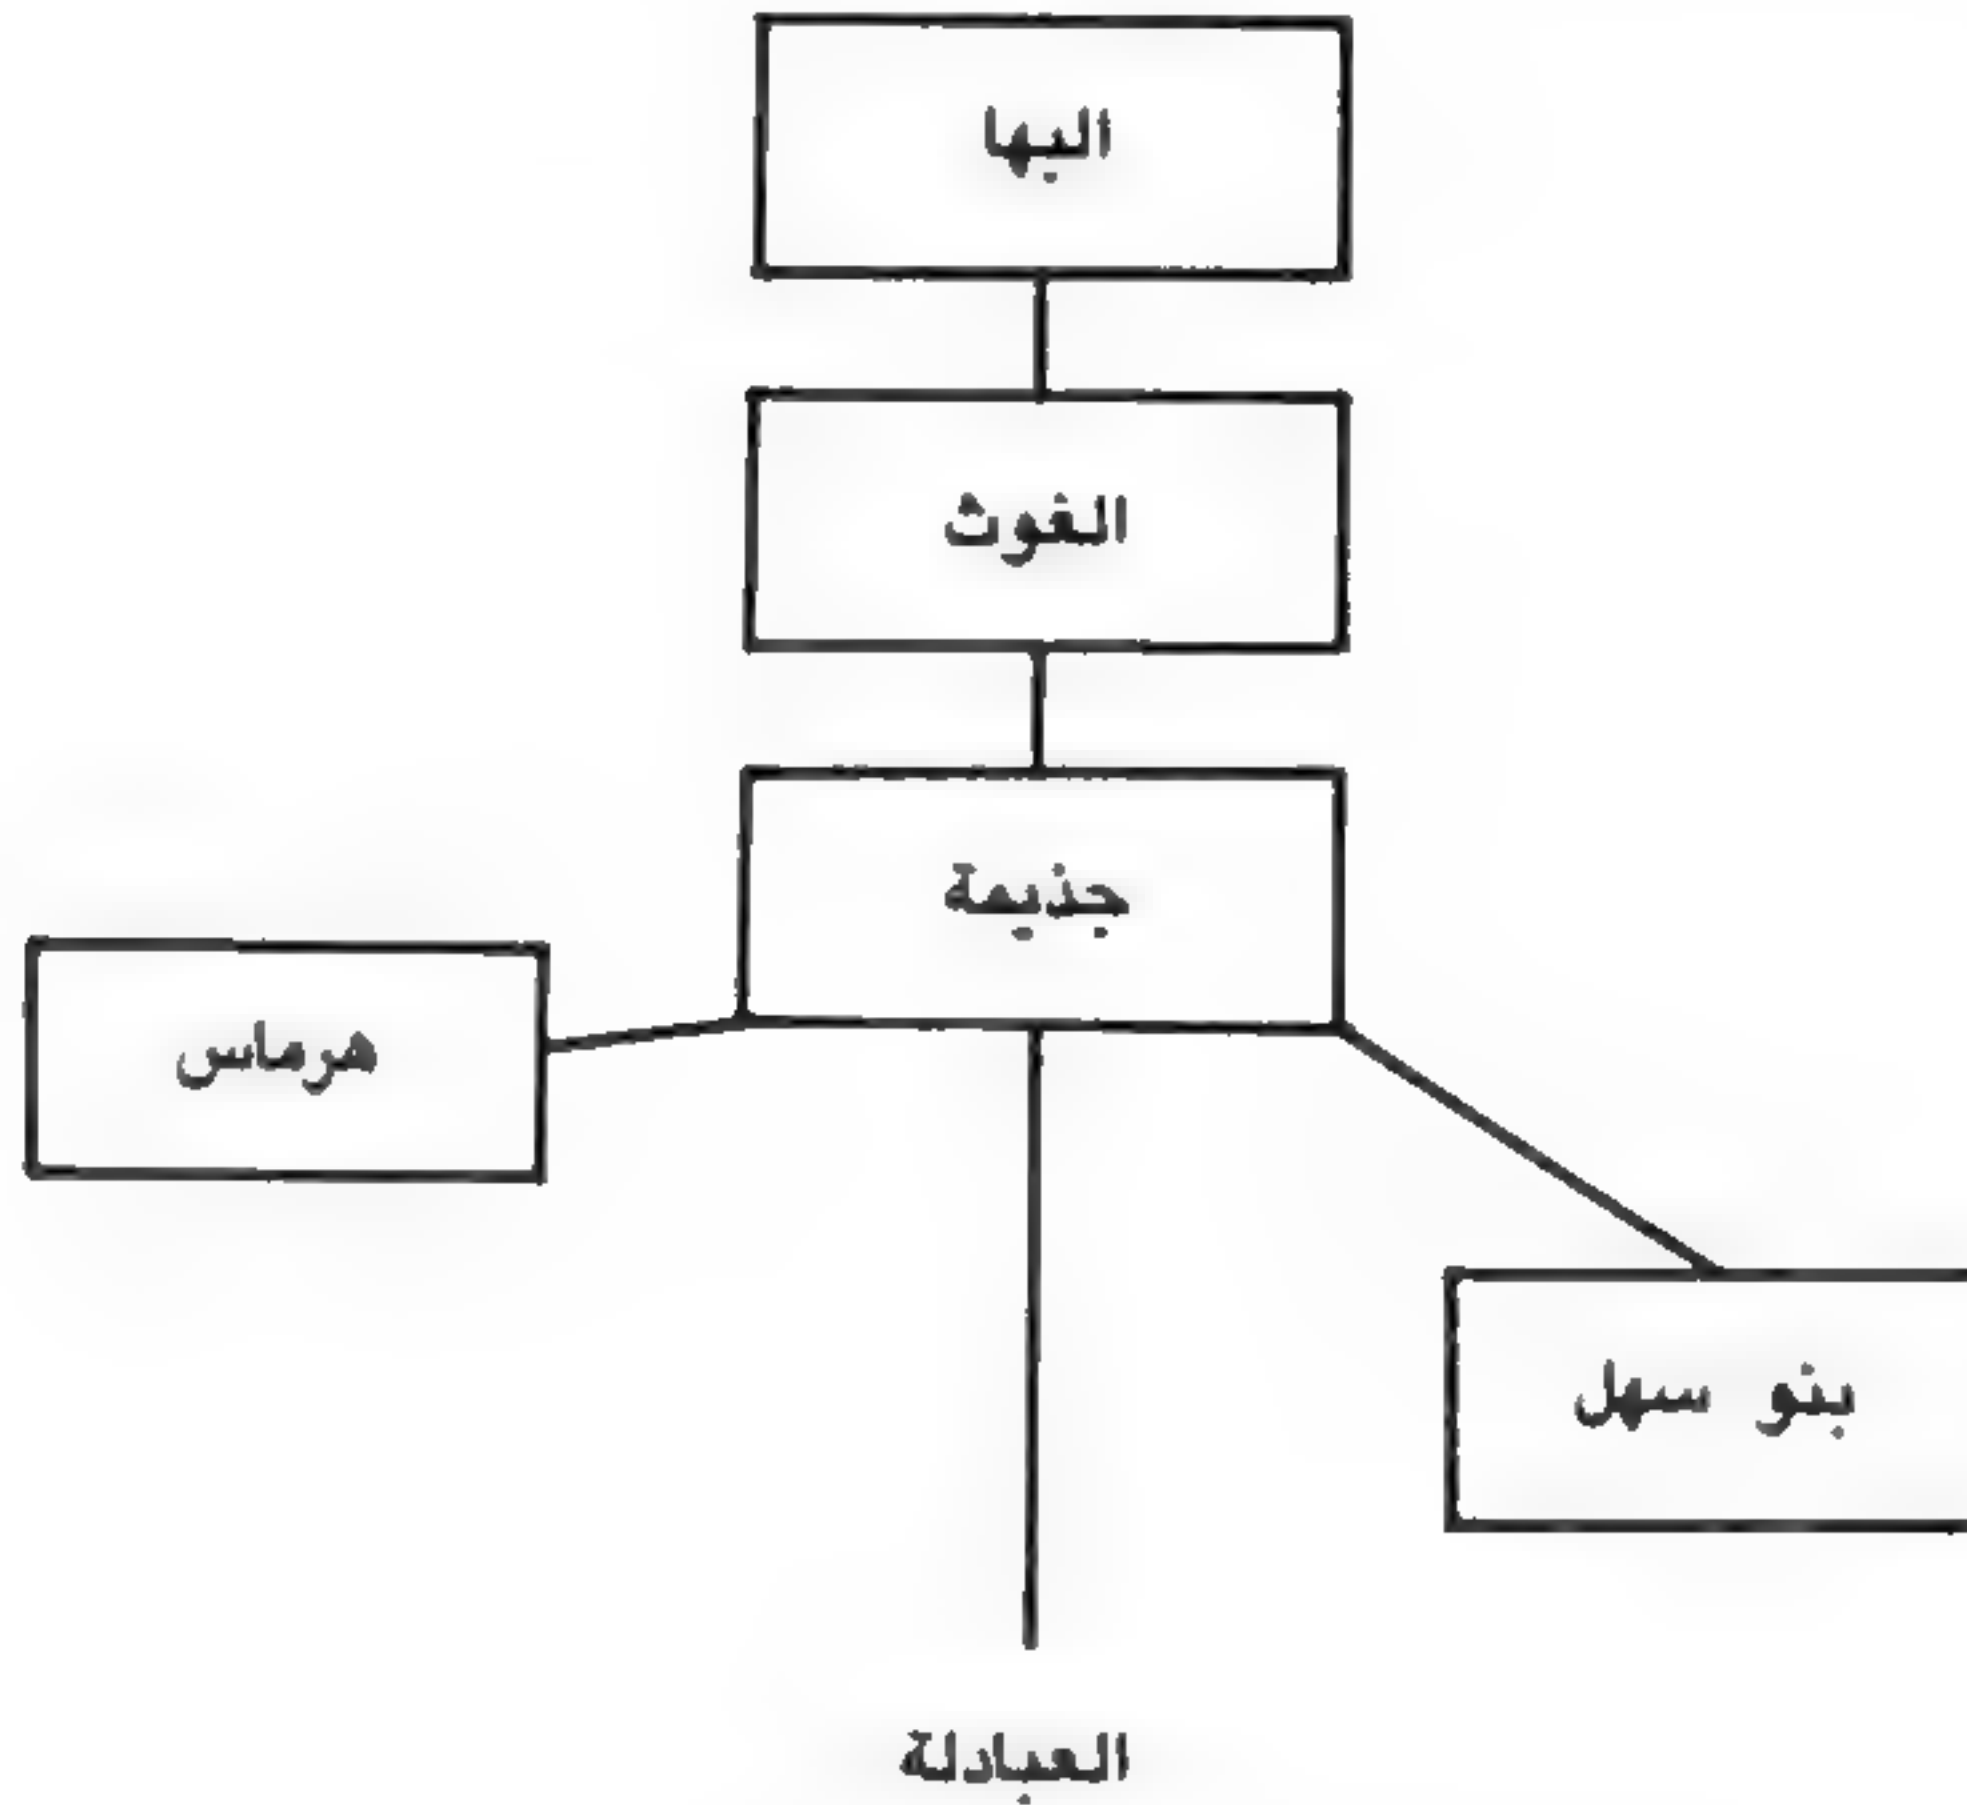 البها
الغوث
جذيمة
هرماس
بنو سهل
العبادلة